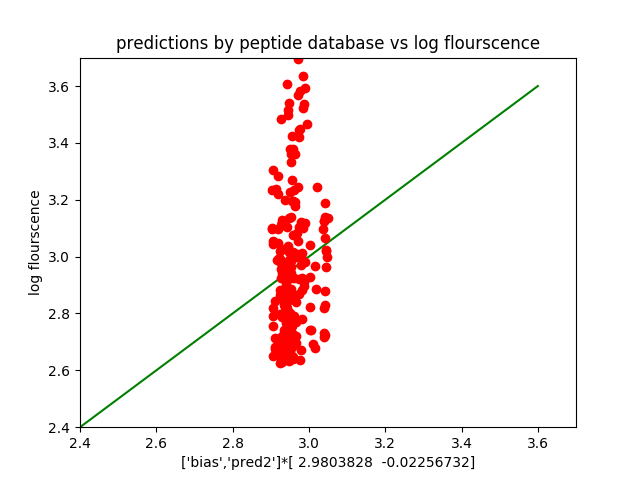 predictions by peptide database vs log flourscence
3.6
3.4
3.2
3.0
2.8
2.6
2.4
log flourscence
2.4 2.6 2.8 3.0 3.2 3.4 3.6
['bias','pred2']*[ 2.9803828  -0.02256732]